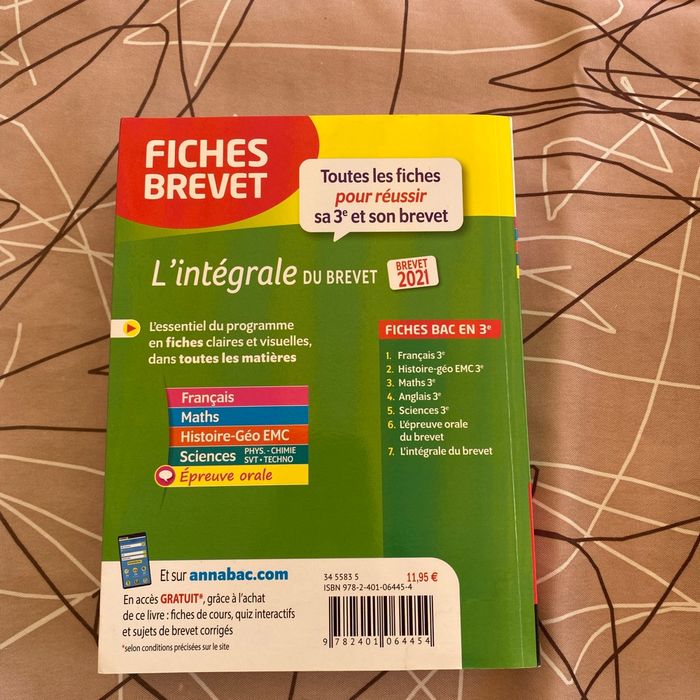 FICHES
BREVET
Toutes les fiches
pour réussir
sa 3e et son brevet
L'intégrale DU BREVET
BREVET
2021
L'essentiel du programme
en fiches claires et visuelles,
dans toutes les matières
Français
Maths
Histoire-Géo EMC
Sciences PHYS. - CHIMIE
SVT • TECHNO
Épreuve orale
FICHES BAC EN 3e
1. Français 3e
2. Histoire-géo EMC 3e
3. Maths 3e
4. Anglais 3e
5. Sciences 3e
6. L'épreuve orale
du brevet
7. L'intégrale du brevet
Et sur annabac.com
En accès GRATUIT*, grâce à l'achat
de ce livre : fiches de cours, quiz interactifs
et sujets de brevet corrigés
*selon conditions précisées sur le site
34 5583 5
ISBN 978-2-401-06445-4
11,95 €
9 782401 064454